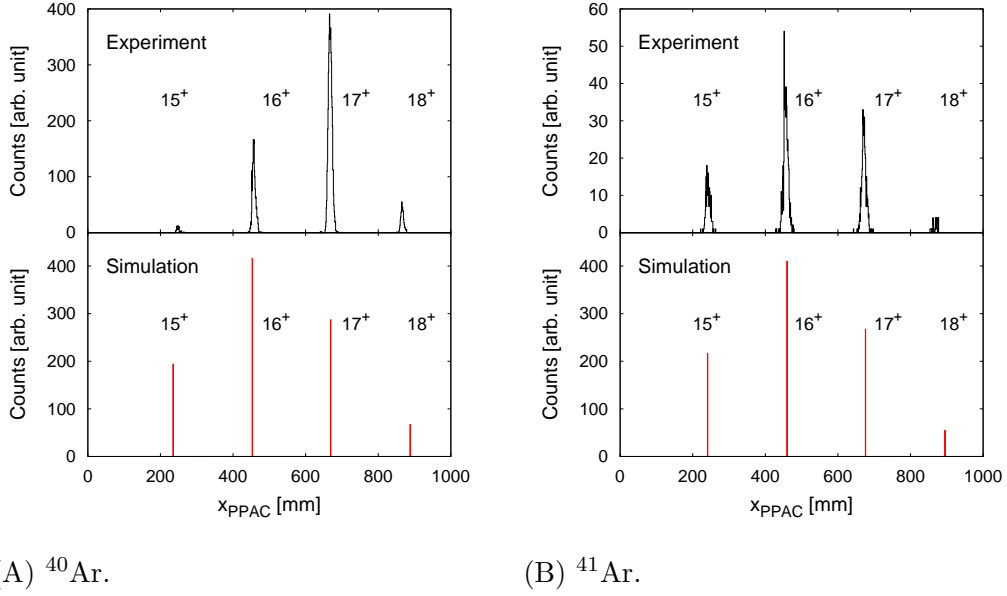 400
Experiment
300
15+ 16+ 17+ 18+
200
100
0
Counts [arb. unit]
400
Simulation
300
15+ 16+ 17+ 18+
200
100
0
Counts [arb. unit]
0 200 400 600 800 1000
xPPAC [mm]
A) 40Ar.
60
Experiment
50
40
15+ 16+ 17+ 18+
30
20
10
0
Counts [arb. unit]
400
Simulation
300
15+ 16+ 17+ 18+
200
100
0
Counts [arb. unit]
0 200 400 600 800 1000
xPPAC [mm]
(B) 41Ar.